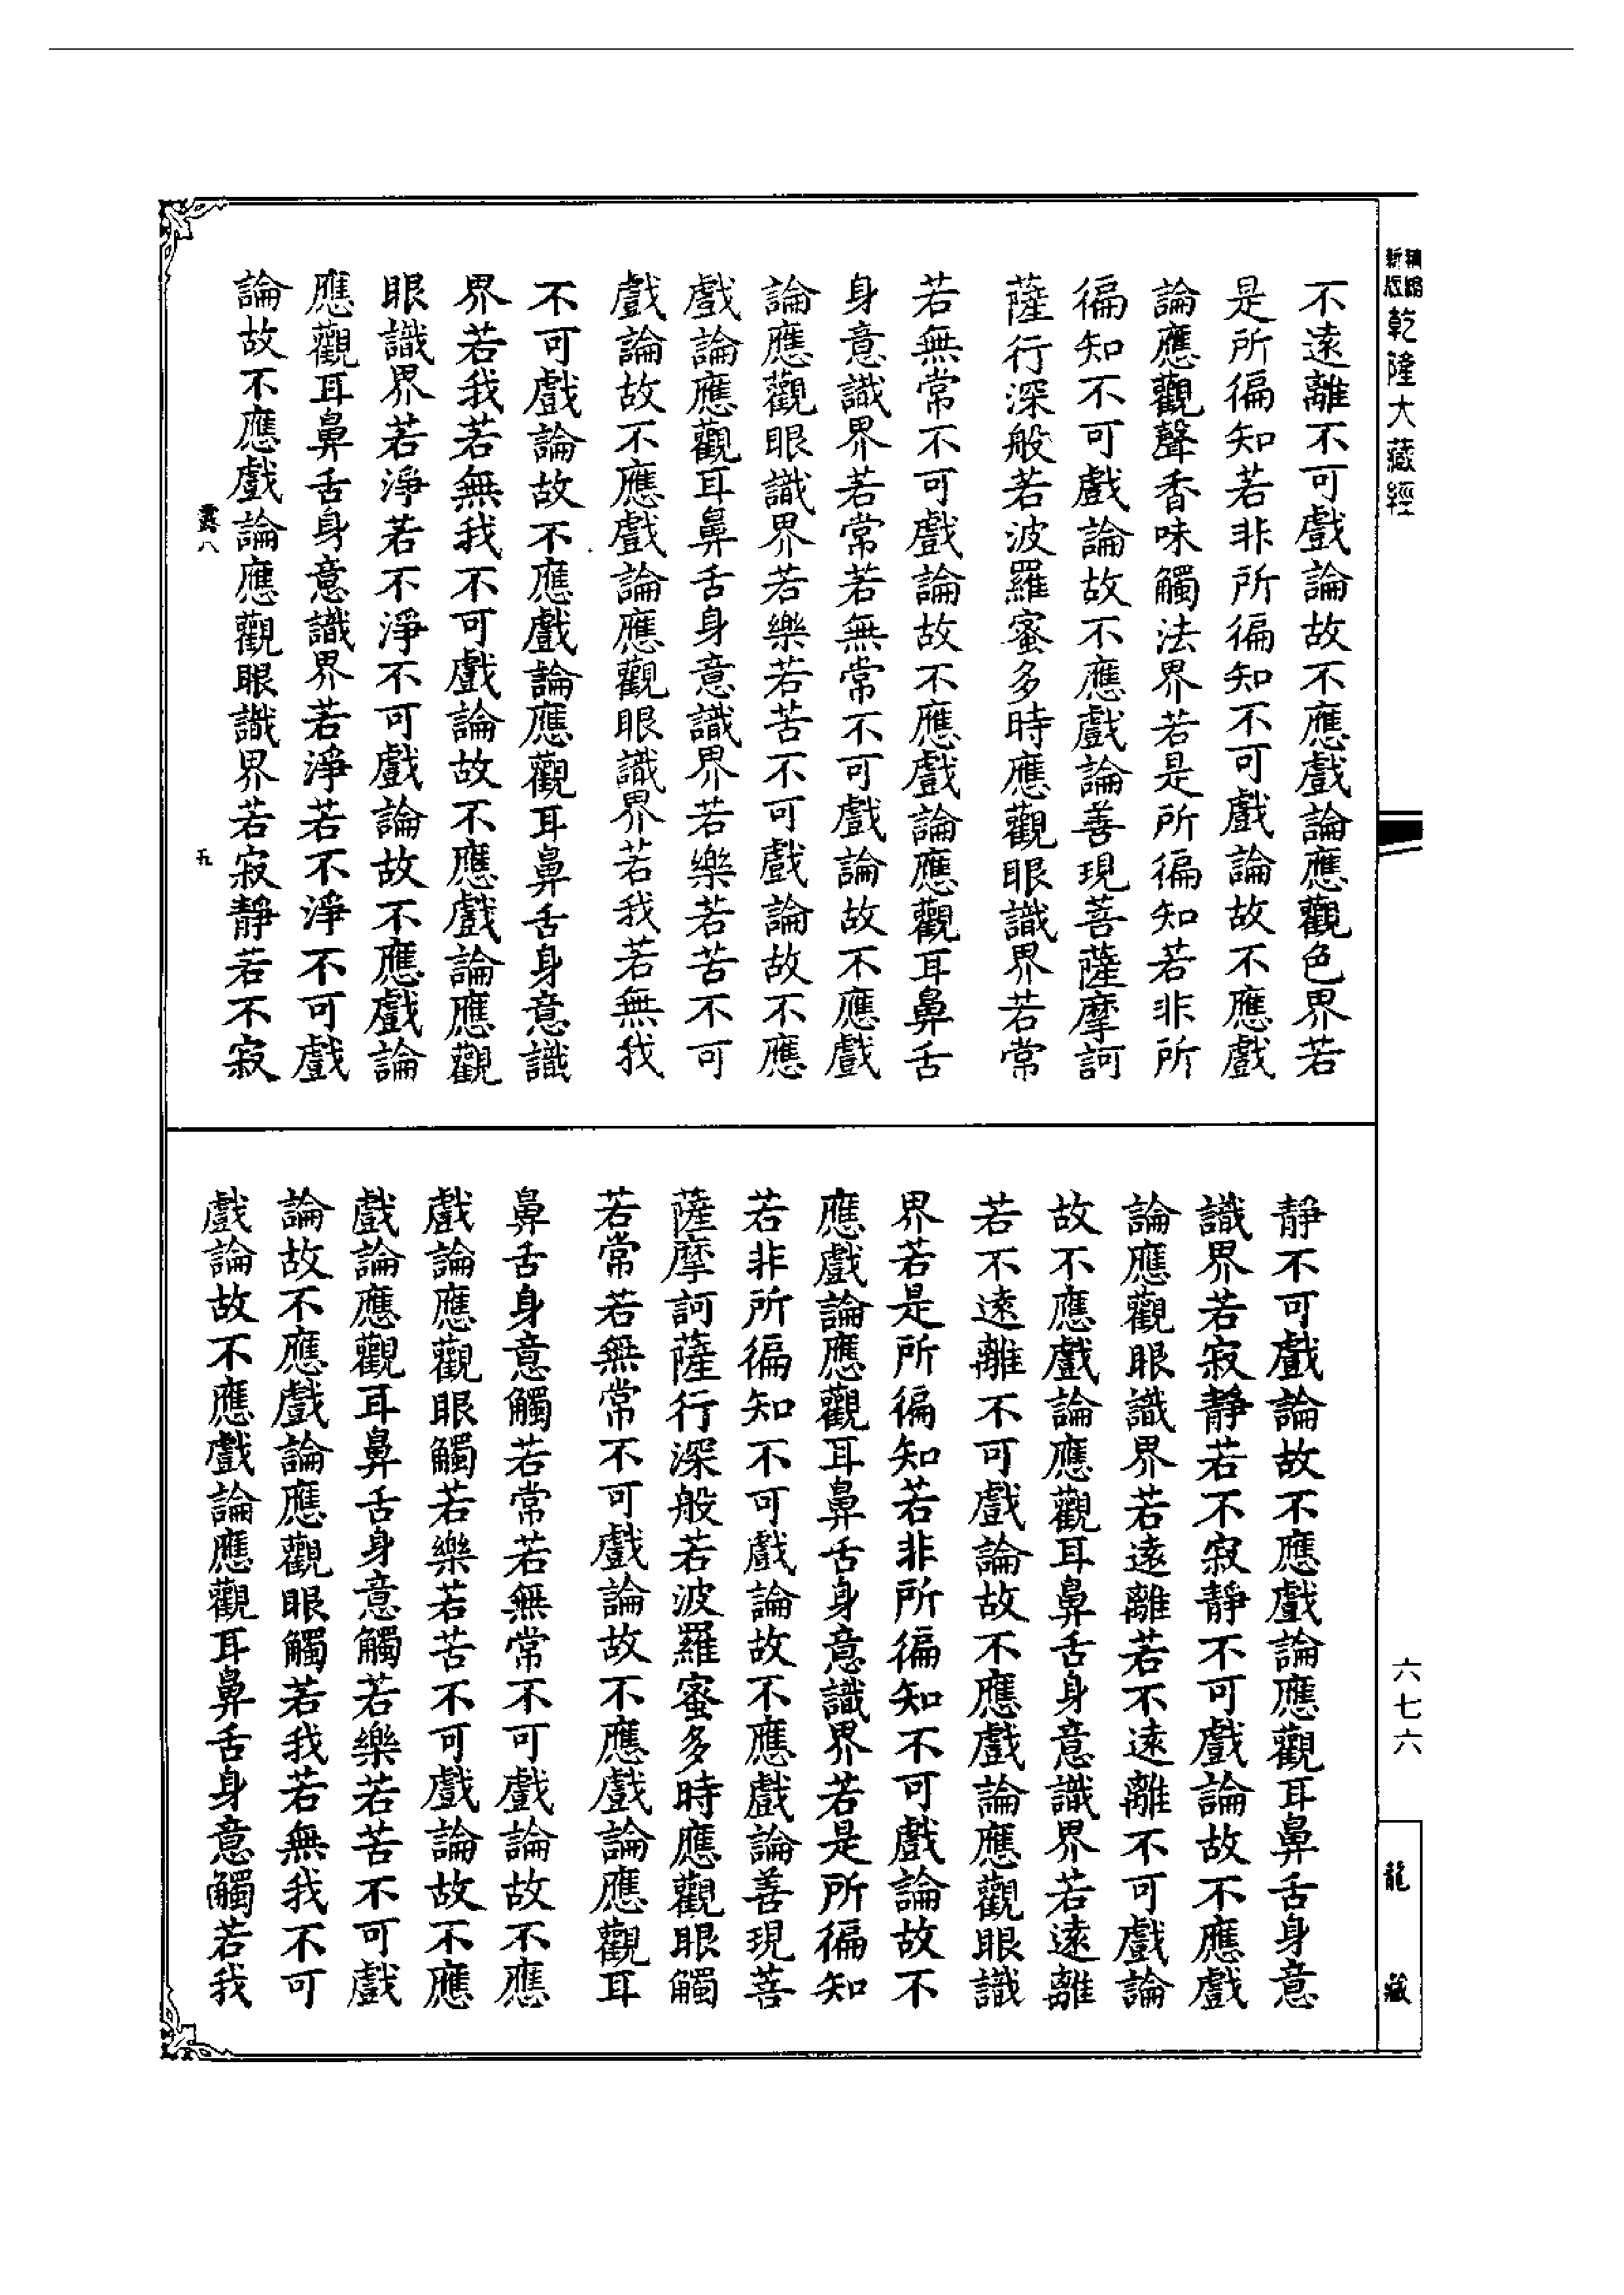 乾隆大藏經
不遠離不可戲論故不應戲論應觀色界若
是所徧知若非所徧知不可戲論故不應戲
論應觀聲香味觸法界若是所徧知若非所
徧知不可戲論故不應戲論善現菩薩摩訶
薩行深般若波羅蜜多時應觀眼識界若常
若無常不可戲論故不應戲論應觀耳鼻舌
身意識界若常若無常不可戲論故不應戲
論應觀眼識界若樂若苦不可戲論故不應
戲論應觀耳鼻舌身意識界若樂若苦不可
戲論故不應戲論應觀眼識界若我若無我
不可戲論故不應戲論應觀耳鼻舌身意識
界若我若無我不可戲論故不應戲論應觀
眼識界若淨若不淨不可戲論故不應戲論
應觀耳鼻舌身意識界若淨若不淨不可戲
論故不應戲論應觀眼識界若寂靜若不寂
八 五
靜不可戲論故不應戲論應觀耳鼻舌身意
識界若寂靜若不寂靜不可戲論故不應戲
論應觀眼識界若遠離若不遠離不可戲論
故不應戲論應觀耳鼻舌身意識界若遠離
若不遠離不可戲論故不應戲論應觀眼識
界若是所徧知若非所徧知不可戲論故不
應戲論應觀耳鼻舌身意識界若是所徧知
若非所徧知不可戲論故不應戲論善現菩
薩摩訶薩行深般若波羅蜜多時應觀眼觸
若常若無常不可戲論故不應戲論應觀耳
鼻舌身意觸若常若無常不可戲論故不應
戲論應觀眼觸若樂若苦不可戲論故不應
戲論應觀耳鼻舌身意觸若樂若苦不可戲
論故不應戲論應觀眼觸若我若無我不可
戲論故不應戲論應觀耳鼻舌身意觸若我
六七六
龍藏